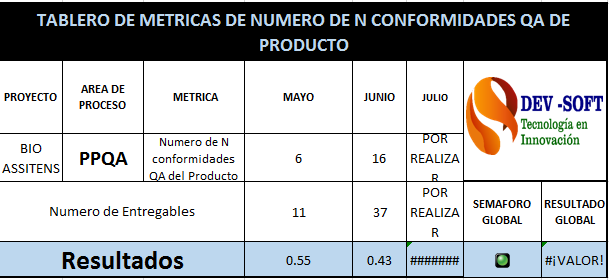 TABLERO DE METRICAS DE NUMERO DE N CONFORMIDADES QA DE
PRODUCTO
PROYECTO
AREA DE
PROCESO
METRICA
MAYO
JUNIO
JULIO
DEV -SOFT
Tecnología en
Innovación
BIO
ASSITENS
PPQA
Numero de N
conformidades
QA del Producto
6
16
POR
REALIZA
R
Numero de Entregables
11
37
POR
REALIZA
R
SEMAFORO
GLOBAL
RESULTADO
GLOBAL
Resultados
0.55
0.43
#######
#¡VALOR!